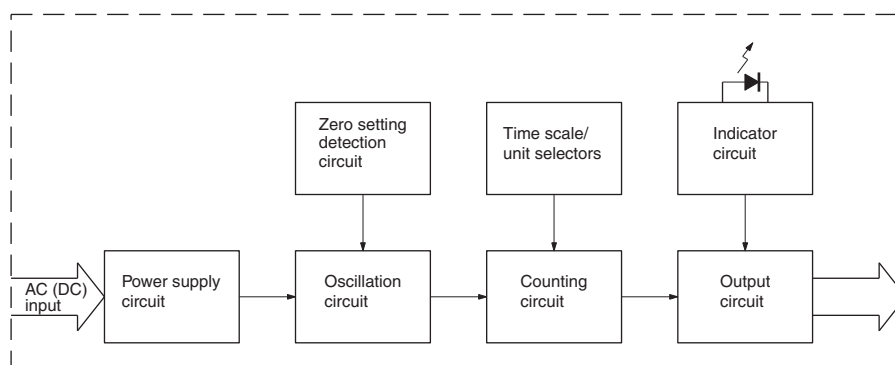 Zero setting
detection
circuit
Time scale/
unit selectors
Indicator
circuit
AC (DC)
input
Power supply
circuit
Oscillation
circuit
Counting
circuit
Output
circuit